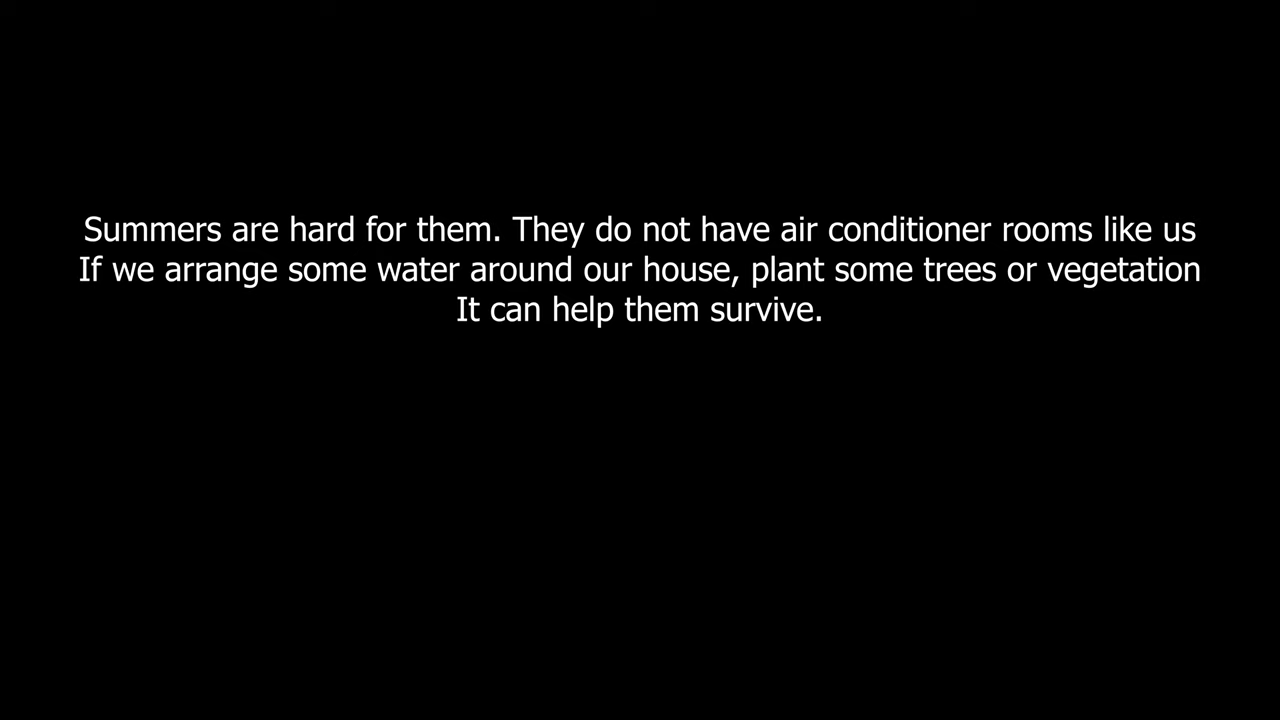 Summers are hard for them. They do not have air conditioner rooms like us
If we arrange some water around our house, plant some trees or vegetation
It can help them survive.